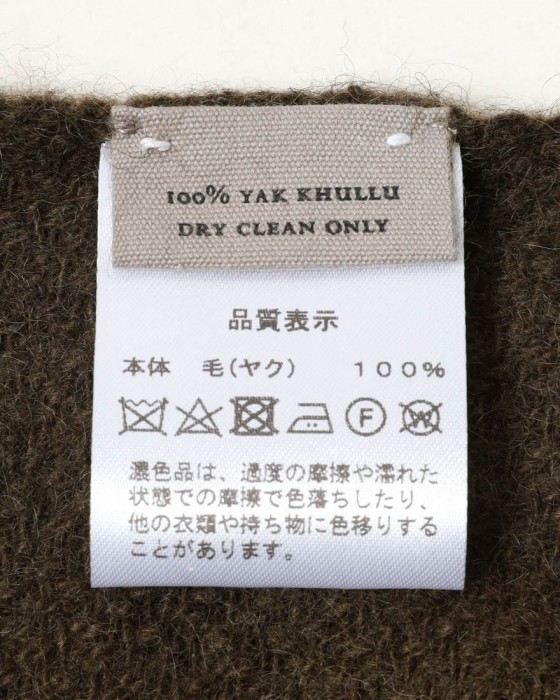 100% YAK KHULLU
DRY CLEAN ONLY
品質表示
本体 毛(ヤク) 100%
F W
濃色品は、過度の摩擦や濡れた
状態での摩擦で色落ちしたり、
他の衣類や持ち物に色移りする
ことがあります。